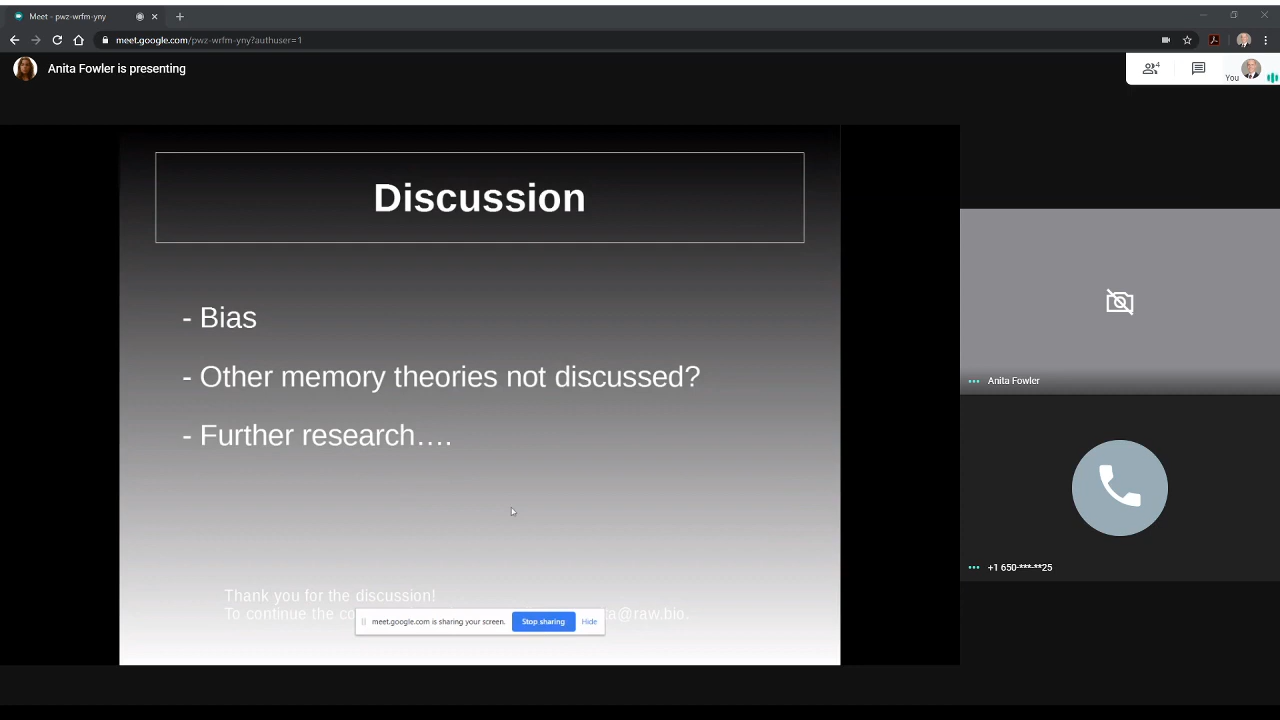 Meet - pwz-wrfm-yny
meet.google.com/pwz-wrfm-yny?authuser=1
Anita Fowler is presenting
4
You
Discussion
- Bias
- Other memory theories not discussed?
- Further research….
Thank you for the discussion!
To continue the @raw.bio.
meet.google.com is sharing your screen.
Stop sharing
Hide
Anita Fowler
+1 650-***-**25